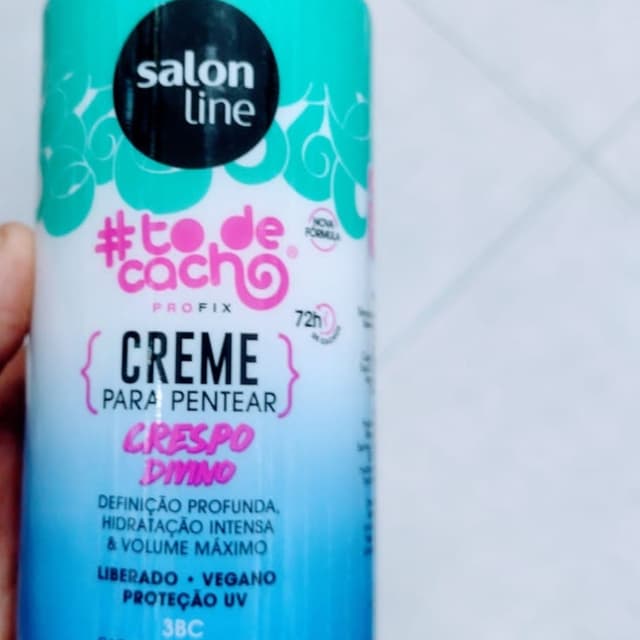 salon
line
#to de
cacho®
NOVA
FÓRMULA
PROFIX
72h
{ CREME
PARA PENTEAR }
CRESPO
DIVINO
DEFINIÇÃO PROFUNDA,
HIDRATAÇÃO INTENSA
& VOLUME MÁXIMO
LIBERADO • VEGANO
PROTEÇÃO UV
3BC